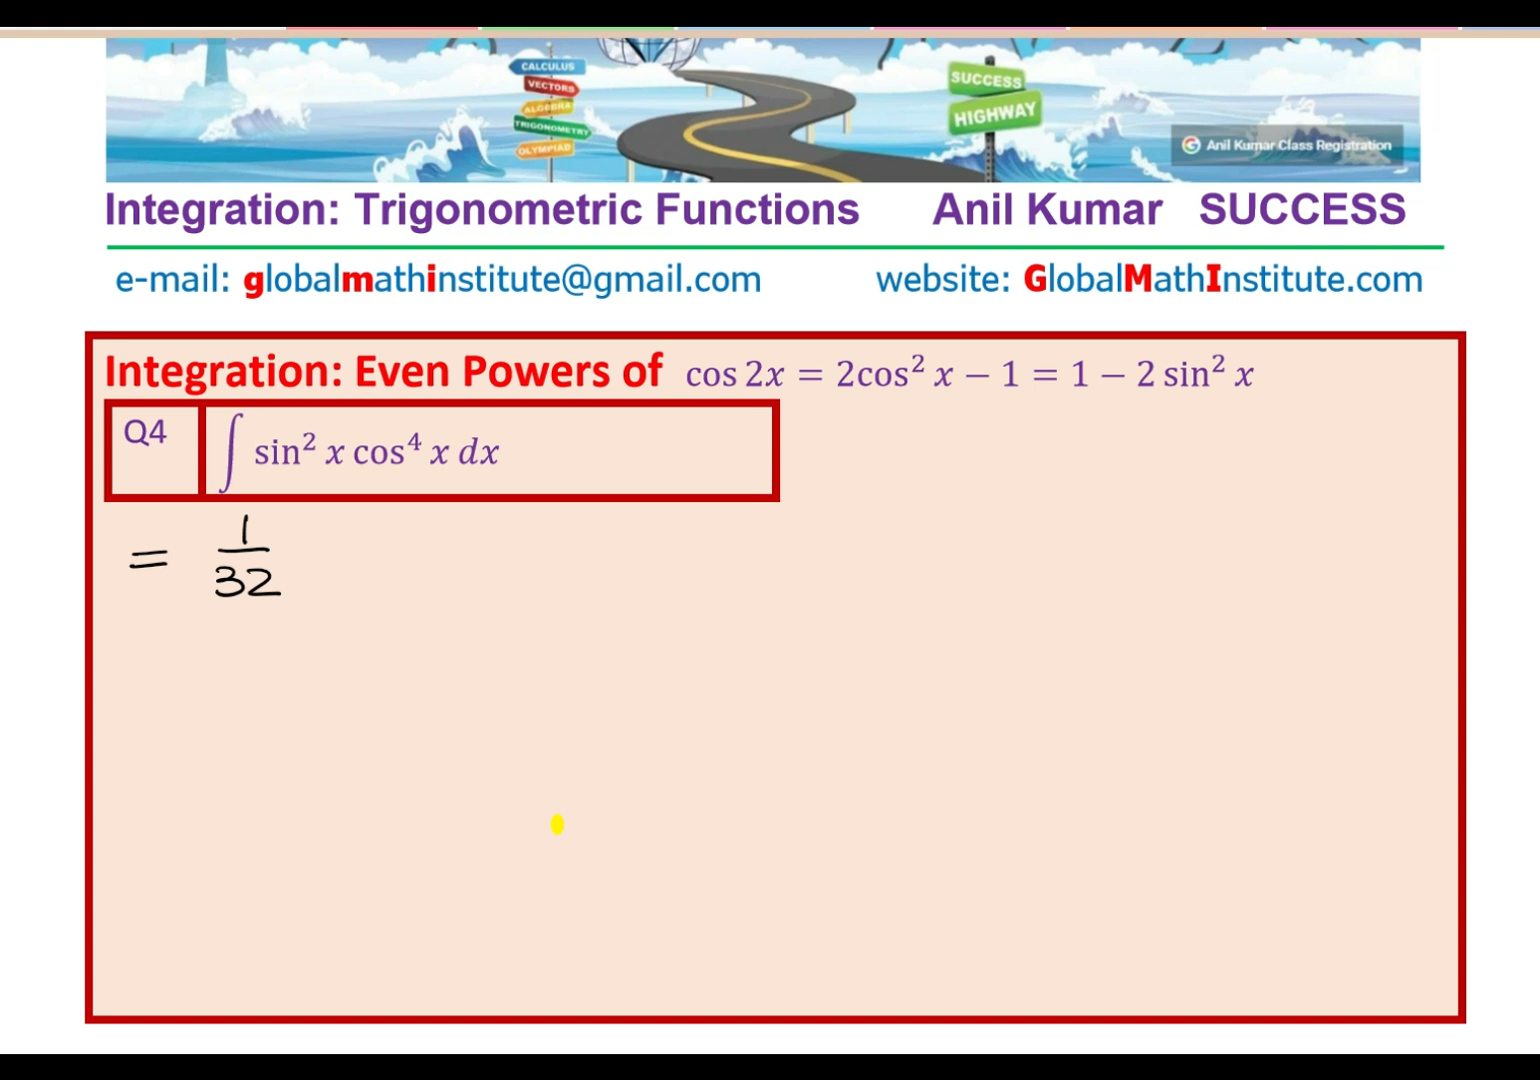 CALCULUS
VECTORS
ALGEBRA
TRIGONOMETRY
OLYMPIAD
SUCCESS
HIGHWAY
Anil Kumar Class Registration
Integration: Trigonometric Functions Anil Kumar SUCCESS
e-mail: globalmathinstitute@gmail.com website: GlobalMathInstitute.com
Integration: Even Powers of cos 2x = 2cos² x − 1 = 1 − 2 sin² x
Q4 ∫ sin² x cos⁴ x dx
= 1/32